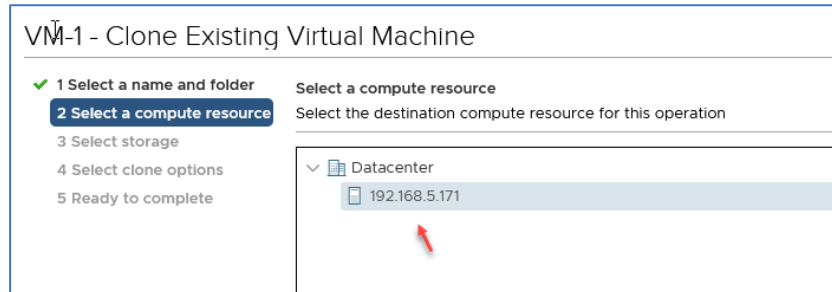 VM-1 - Clone Existing Virtual Machine
1 Select a name and folder
2 Select a compute resource
3 Select storage
4 Select clone options
5 Ready to complete
Select a compute resource
Select the destination compute resource for this operation
Datacenter
192.168.5.171